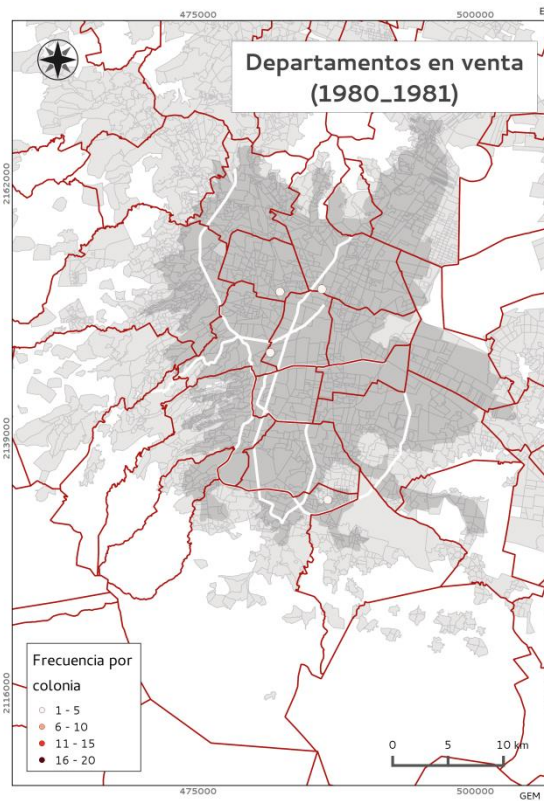 475000
500000
E
Departamentos en venta
(1980_1981)
2162000
2139000
2116000
Frecuencia por
colonia
1 - 5
6 - 10
11 - 15
16 - 20
0
5
10 km
475000
500000
GEM